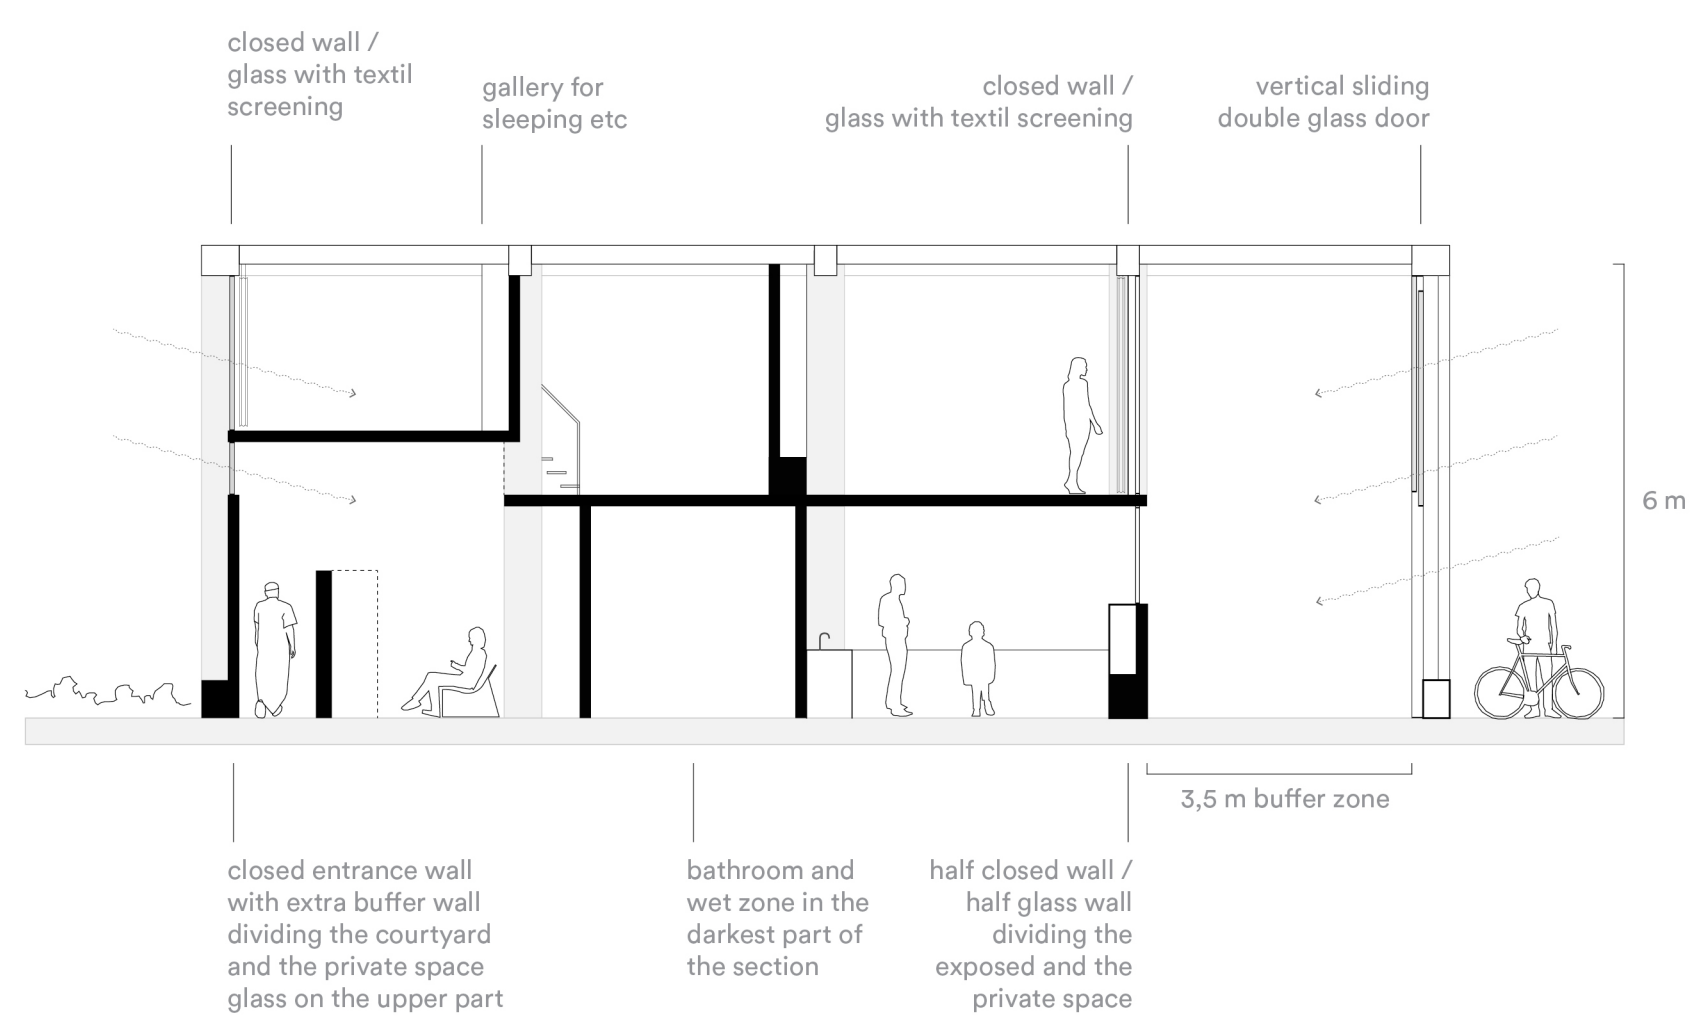 closed wall /
glass with textil
screening
gallery for
sleeping etc
closed wall /
glass with textil screening
vertical sliding
double glass door
6 m
3,5 m buffer zone
closed entrance wall
with extra buffer wall
dividing the courtyard
and the private space
glass on the upper part
bathroom and
wet zone in the
darkest part of
the section
half closed wall /
half glass wall
dividing the
exposed and the
private space